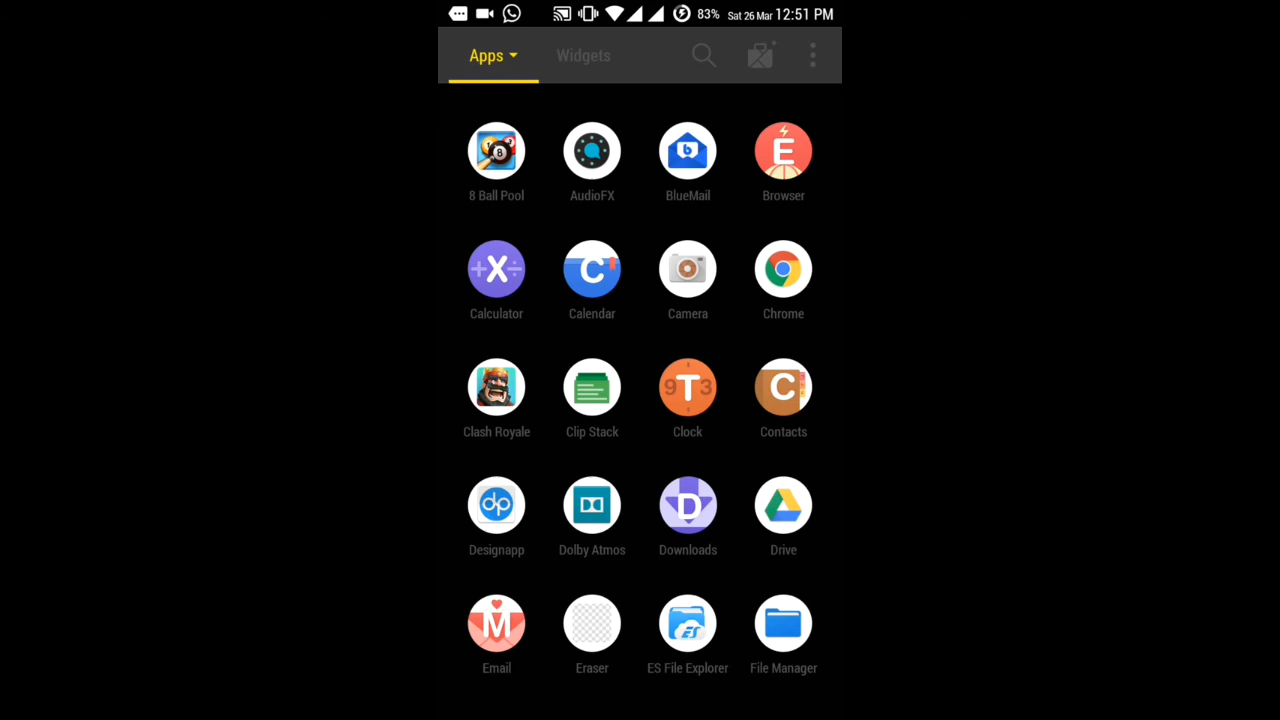 83% Sat 26 Mar 12:51 PM
Apps Widgets
8 Ball Pool AudioFX BlueMail Browser
Calculator Calendar Camera Chrome
Clash Royale Clip Stack Clock Contacts
Designapp Dolby Atmos Downloads Drive
Email Eraser ES File Explorer File Manager